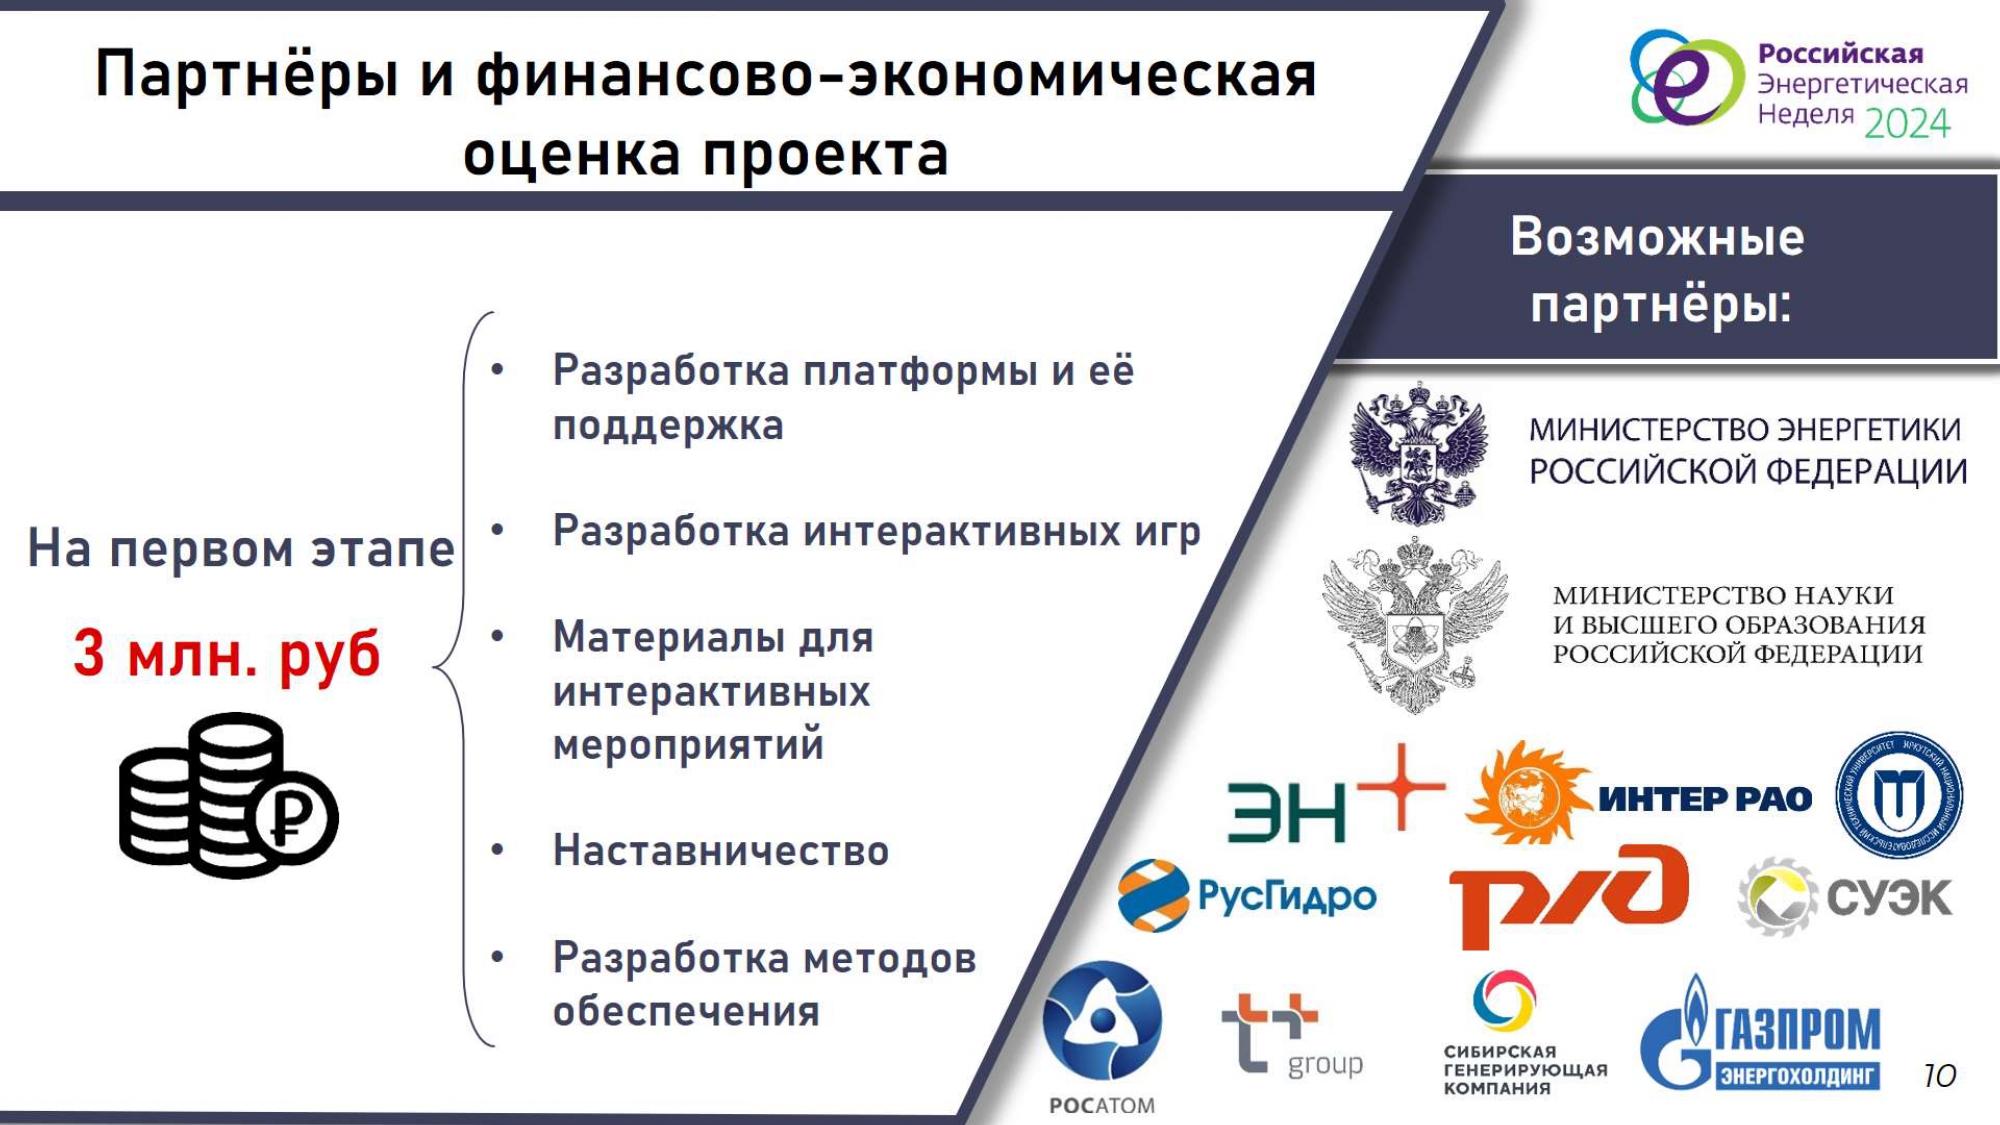 Партнёры и финансово-экономическая
оценка проекта
Российская
Энергетическая
Неделя 2024
Возможные
партнёры:
На первом этапе
3 млн. руб
• Разработка платформы и её
поддержка
• Разработка интерактивных игр
• Материалы для
интерактивных
мероприятий
• Наставничество
• Разработка методов
обеспечения
МИНИСТЕРСТВО ЭНЕРГЕТИКИ
РОССИЙСКОЙ ФЕДЕРАЦИИ
МИНИСТЕРСТВО НАУКИ
И ВЫСШЕГО ОБРАЗОВАНИЯ
РОССИЙСКОЙ ФЕДЕРАЦИИ
ЭН+
ИНТЕР РАО
РусГидро
ржд
СУЭК
РОСАТОМ
т+
group
СИБИРСКАЯ
ГЕНЕРИРУЮЩАЯ
КОМПАНИЯ
ГАЗПРОМ
ЭНЕРГОХОЛДИНГ
10